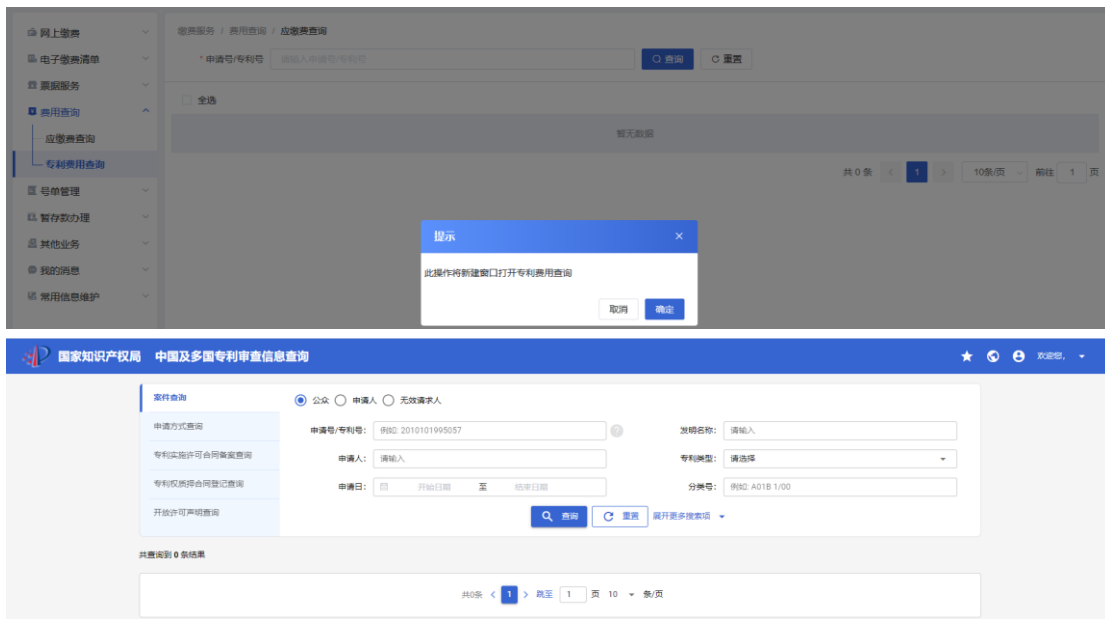 网上缴费
缴费服务 / 费用查询 / 应缴费查询
电子缴费清单
* 申请号/专利号 请输入申请号/专利号 查询 重置
票据服务
全选
费用查询
暂无数据
应缴费查询
专利费用查询
共 0 条 < 1 > 10条/页 前往 1 页
号单管理
暂存款办理
其他业务
提示 ×
我的消息
此操作将新建窗口打开专利费用查询
常用信息维护
取消 确定
国家知识产权局 中国及多国专利审查信息查询 欢迎您,
案件查询
公众 申请人 无效请求人
申请方式查询
申请号/专利号: 例如: 2010101995057 ? 发明名称: 请输入
专利实施许可合同备案查询
申请人: 请输入 专利类型: 请选择
专利权质押合同登记查询
申请日: 开始日期 至 结束日期 分类号: 例如: A01B 1/00
开放许可声明查询
查询 重置 展开更多搜索项
共查询到 0 条结果
共0条 < 1 > 跳至 1 页 10 条/页